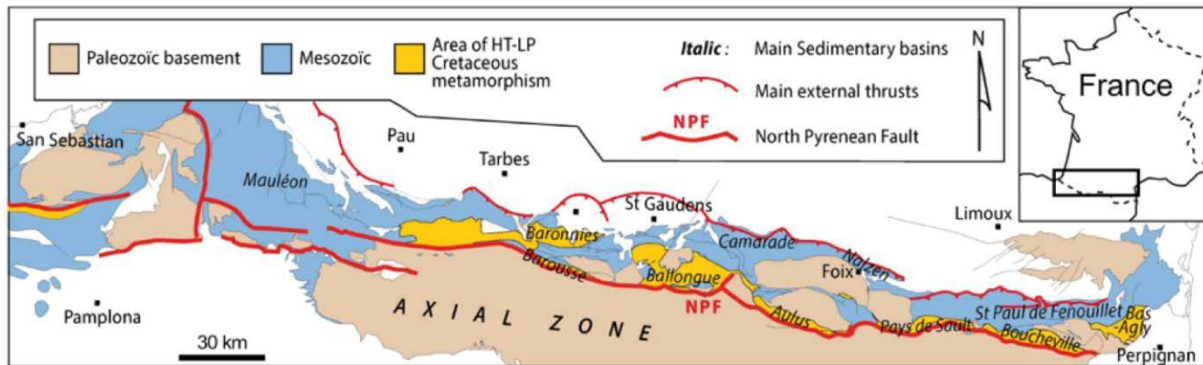 Paleozoïc basement
Mesozoïc
Area of HT-LP
Cretaceous
metamorphism
Italic : Main Sedimentary basins
Main external thrusts
NPF
North Pyrenean Fault
N
France
San Sebastian
Pau
Tarbes
Mauléon
St Gaudens
Limoux
Baronnies
Camarade
Nalzen
Barousse
Ballongue
Foix
Pamplona
AXIAL ZONE
NPF
Aulus
Pays de Sault
St Paul de Fenouillet
Bas
-Agly
Boucheville
30 km
Perpignan